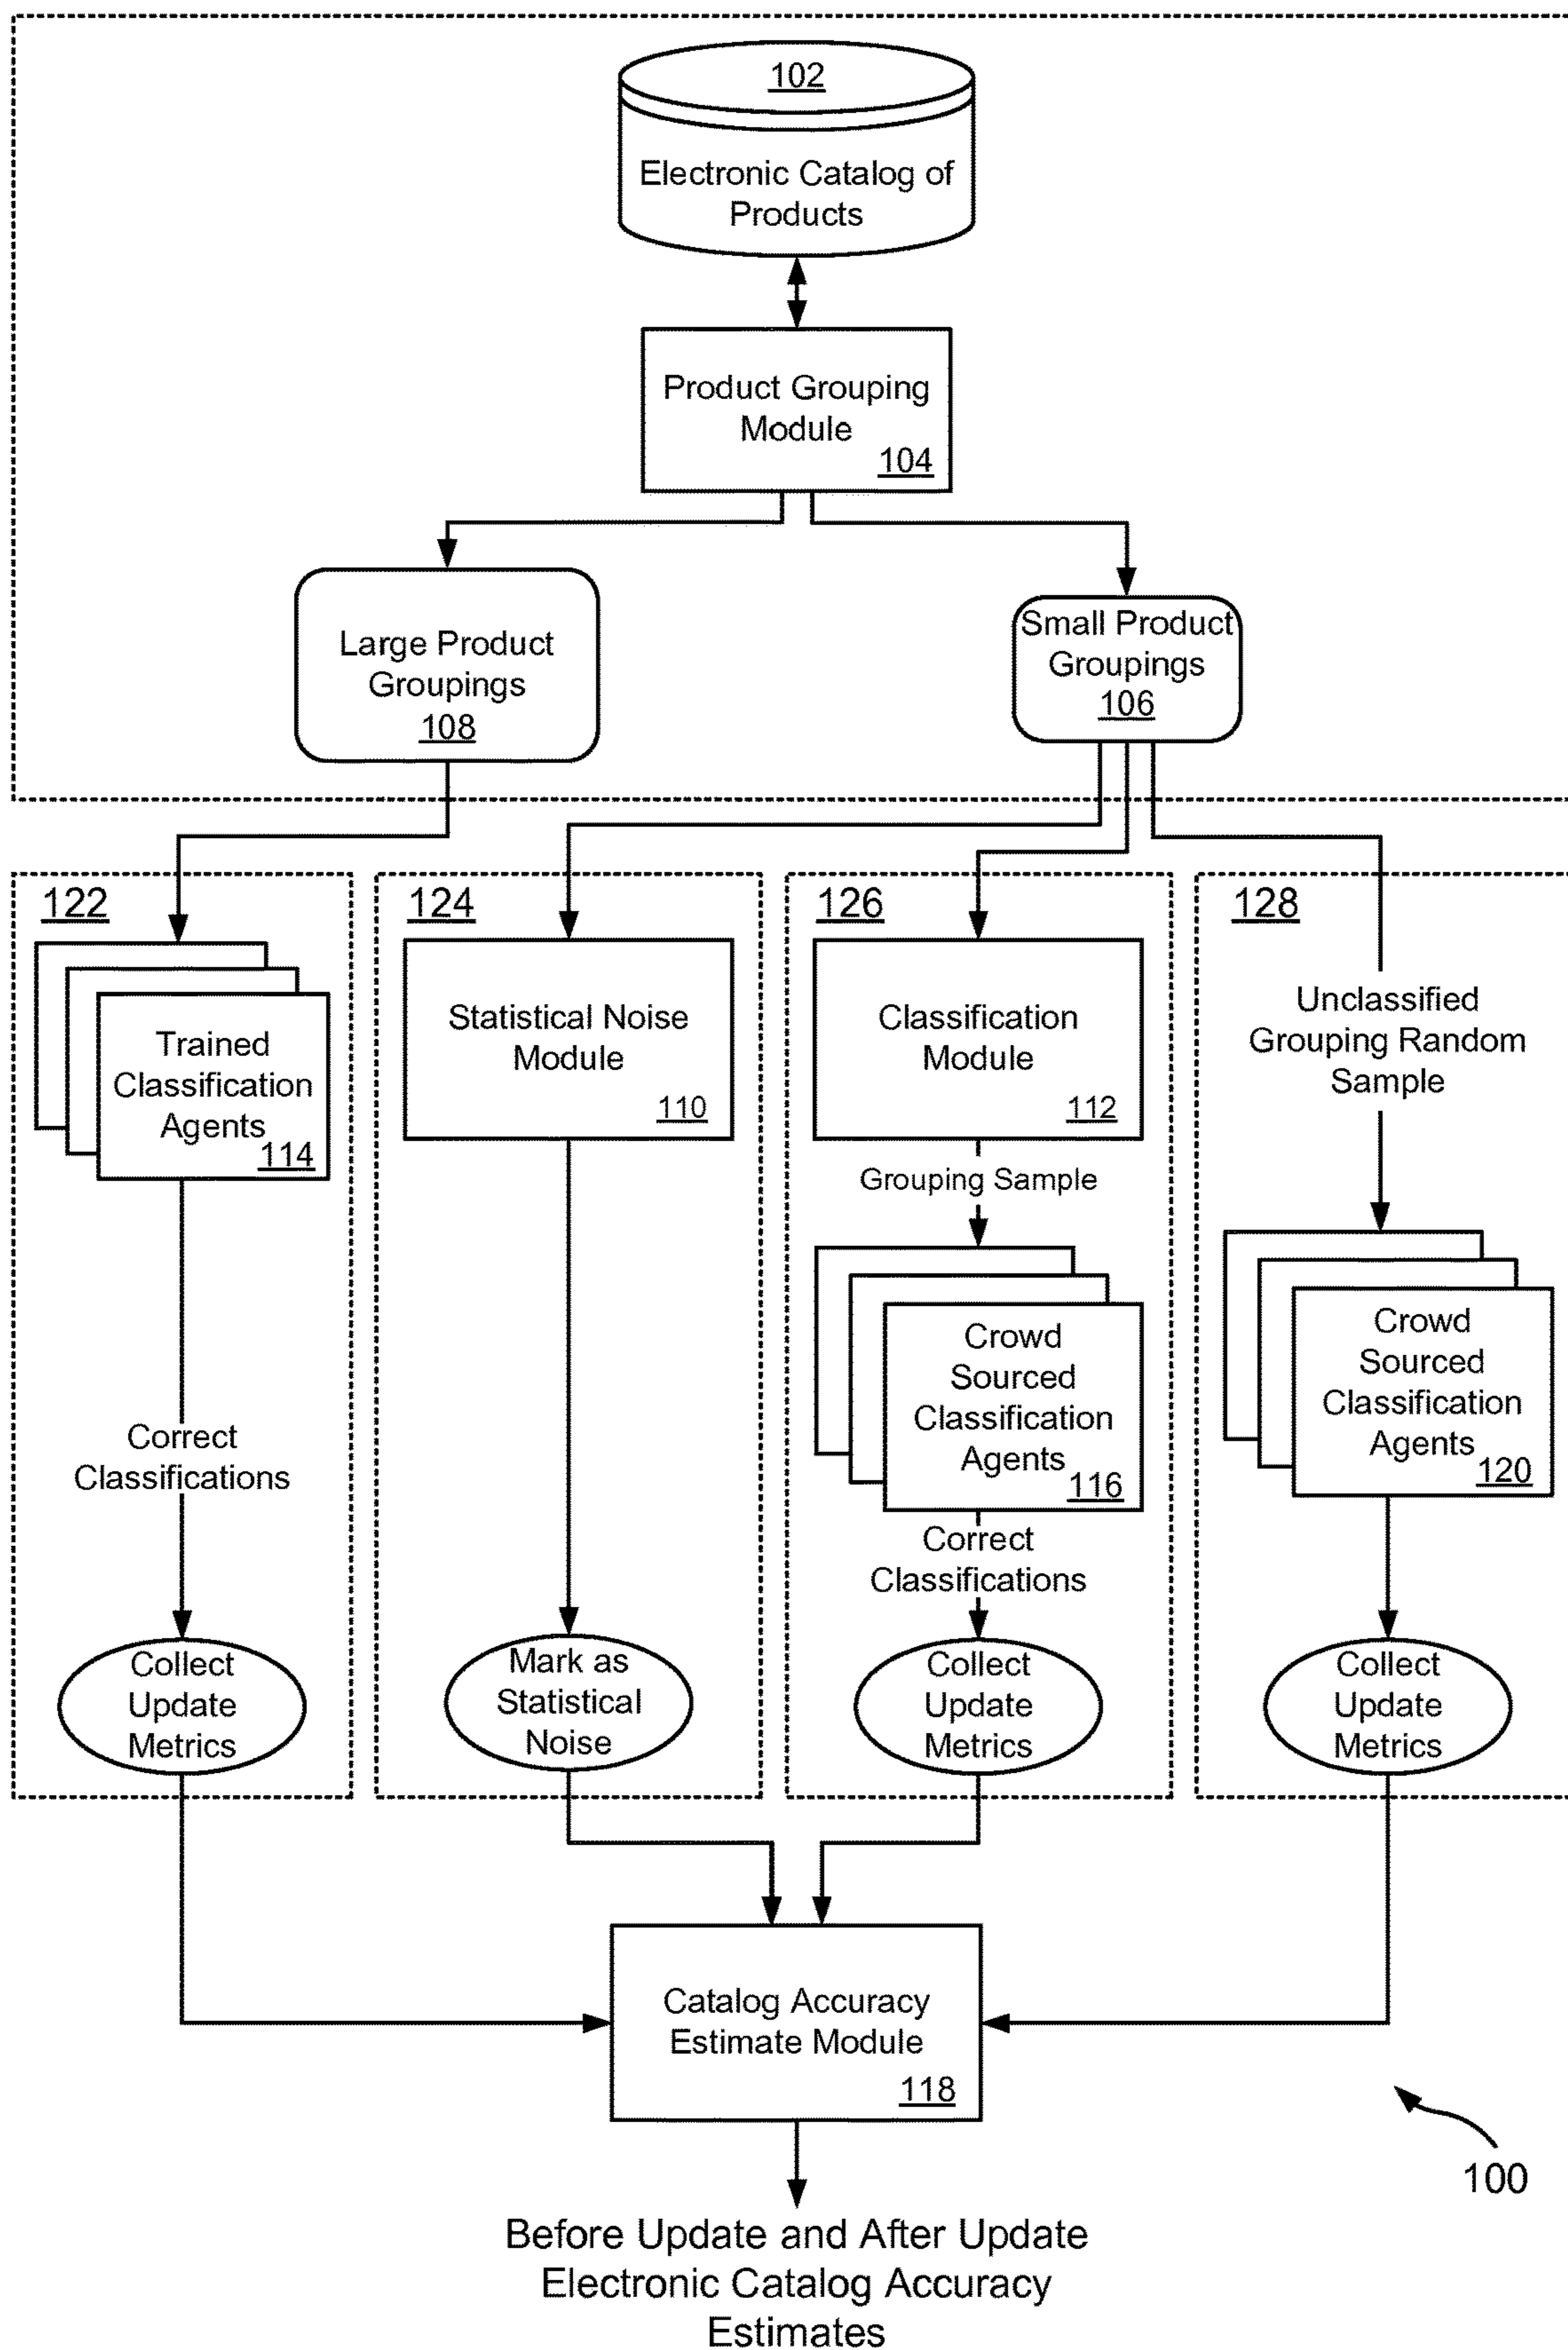 102
Electronic Catalog of
Products
Product Grouping
Module
104
Large Product
Groupings
108
Small Product
Groupings
106
122
Trained
Classification
Agents
114
Correct
Classifications
Collect
Update
Metrics
124
Statistical Noise
Module
110
Mark as
Statistical
Noise
126
Classification
Module
112
Grouping Sample
Crowd
Sourced
Classification
Agents
116
Correct
Classifications
Collect
Update
Metrics
128
Unclassified
Grouping Random
Sample
Crowd
Sourced
Classification
Agents
120
Collect
Update
Metrics
Catalog Accuracy
Estimate Module
118
100
Before Update and After Update
Electronic Catalog Accuracy
Estimates